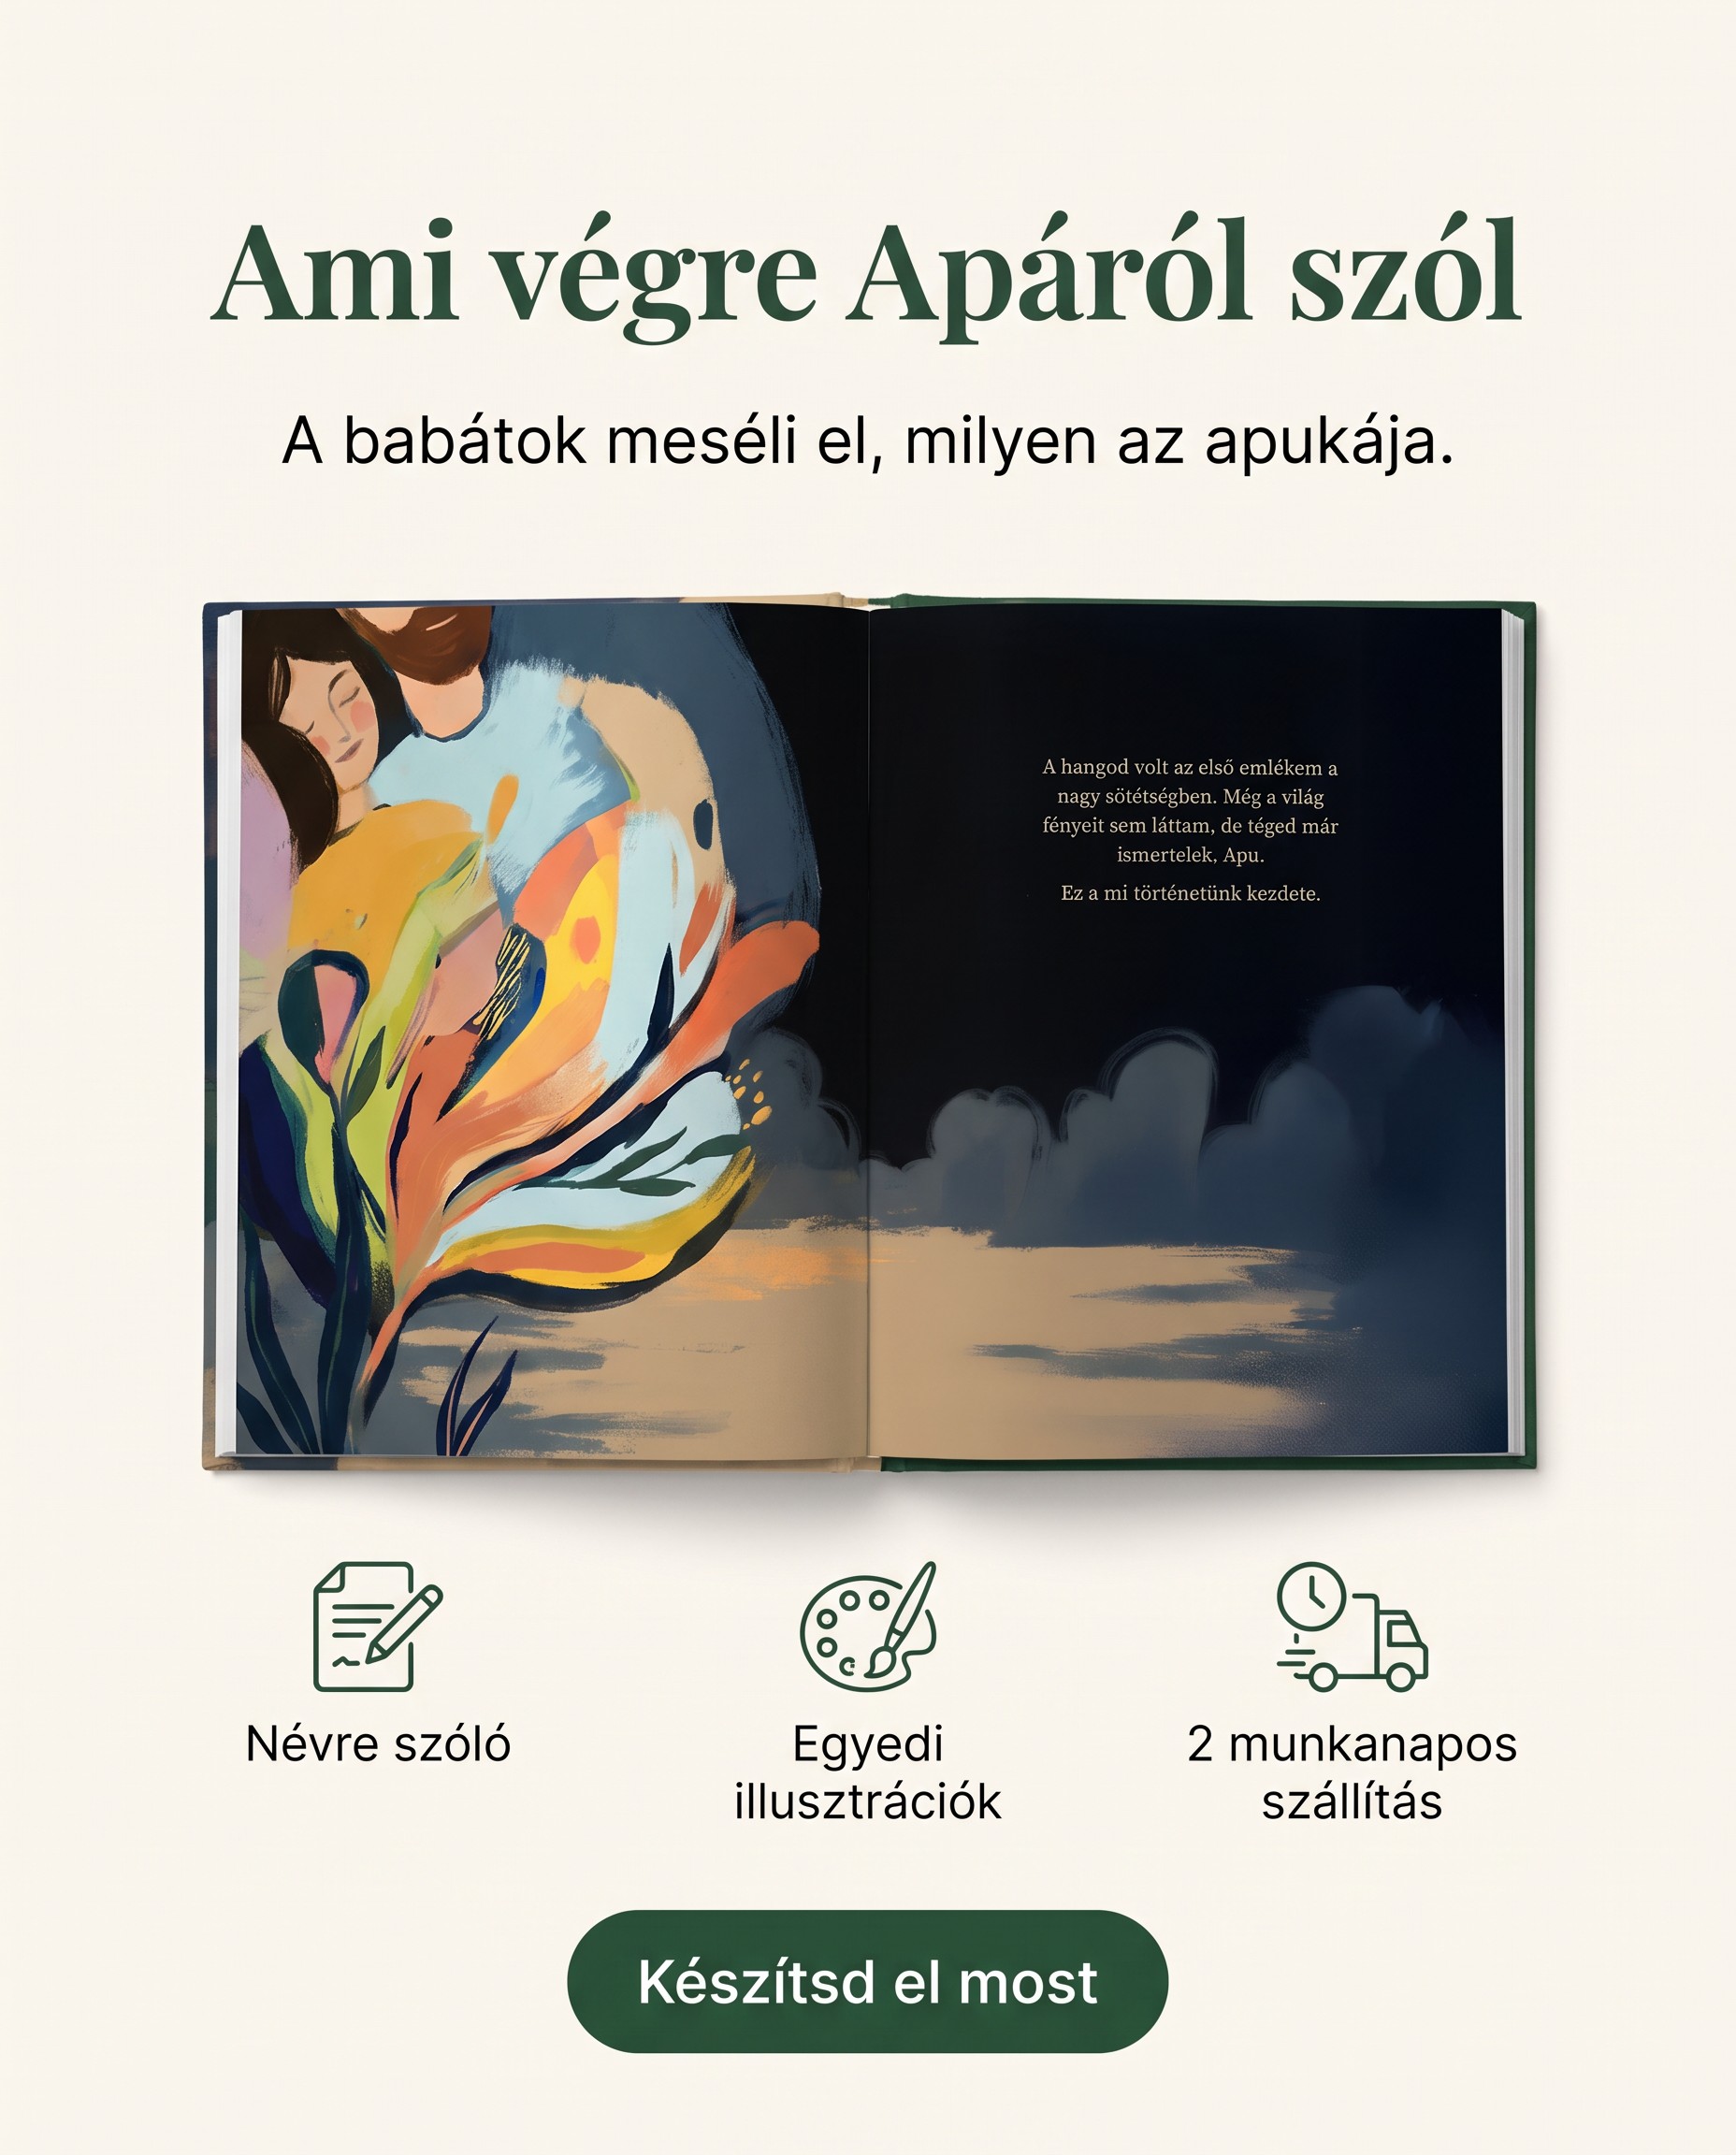 Ami végre Apáról szól
A babátok meséli el, milyen az apukája.
A hangod volt az első emlékem a
nagy sötétségben. Még a világ
fényeit sem láttam, de téged már
ismertelek, Apu.
Ez a mi történetünk kezdete.
Névre szóló
Egyedi
illusztrációk
2 munkanapos
szállítás
Készítsd el most